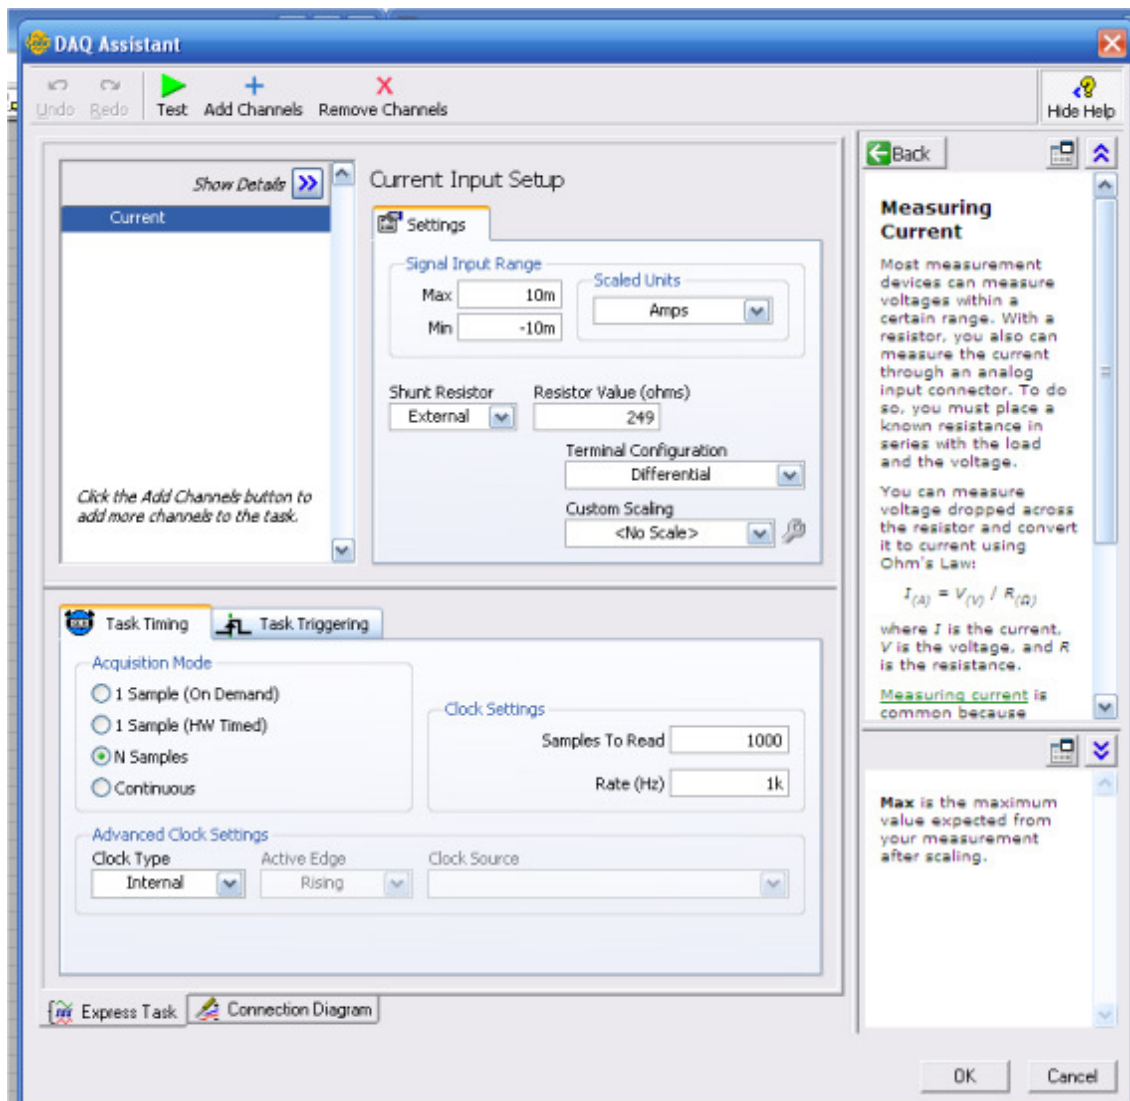 DAQ Assistant
Undo Redo Test Add Channels Remove Channels
Hide Help
Show Details
Current
Click the Add Channels button to
add more channels to the task.
Current Input Setup
Settings
Signal Input Range
Max 10m
Min -10m
Scaled Units
Amps
Shunt Resistor
External
Resistor Value (ohms)
249
Terminal Configuration
Differential
Custom Scaling
<No Scale>
Task Timing
Task Triggering
Acquisition Mode
1 Sample (On Demand)
1 Sample (HW Timed)
N Samples
Continuous
Clock Settings
Samples To Read 1000
Rate (Hz) 1k
Advanced Clock Settings
Clock Type
Internal
Active Edge
Rising
Clock Source
Express Task
Connection Diagram
Back
Measuring
Current
Most measurement
devices can measure
voltages within a
certain range. With a
resistor, you also can
measure the current
through an analog
input connector. To do
so, you must place a
known resistance in
series with the load
and the voltage.
You can measure
voltage dropped across
the resistor and convert
it to current using
Ohm's Law:
I(A) = V(V) / R(Ω)
where I is the current,
V is the voltage, and R
is the resistance.
Measuring current is
common because
Max is the maximum
value expected from
your measurement
after scaling.
OK
Cancel